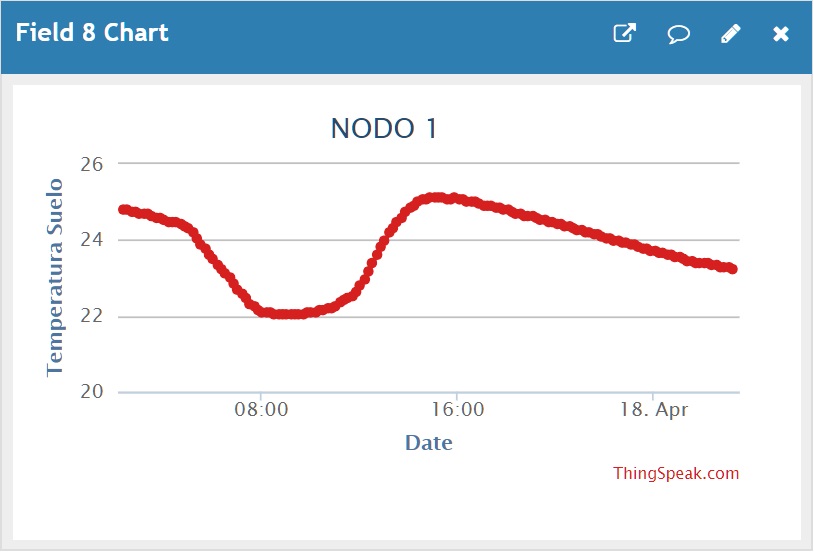 Field 8 Chart
NODO 1
Temperatura Suelo
26
24
22
20
08:00
16:00
18. Apr
Date
ThingSpeak.com